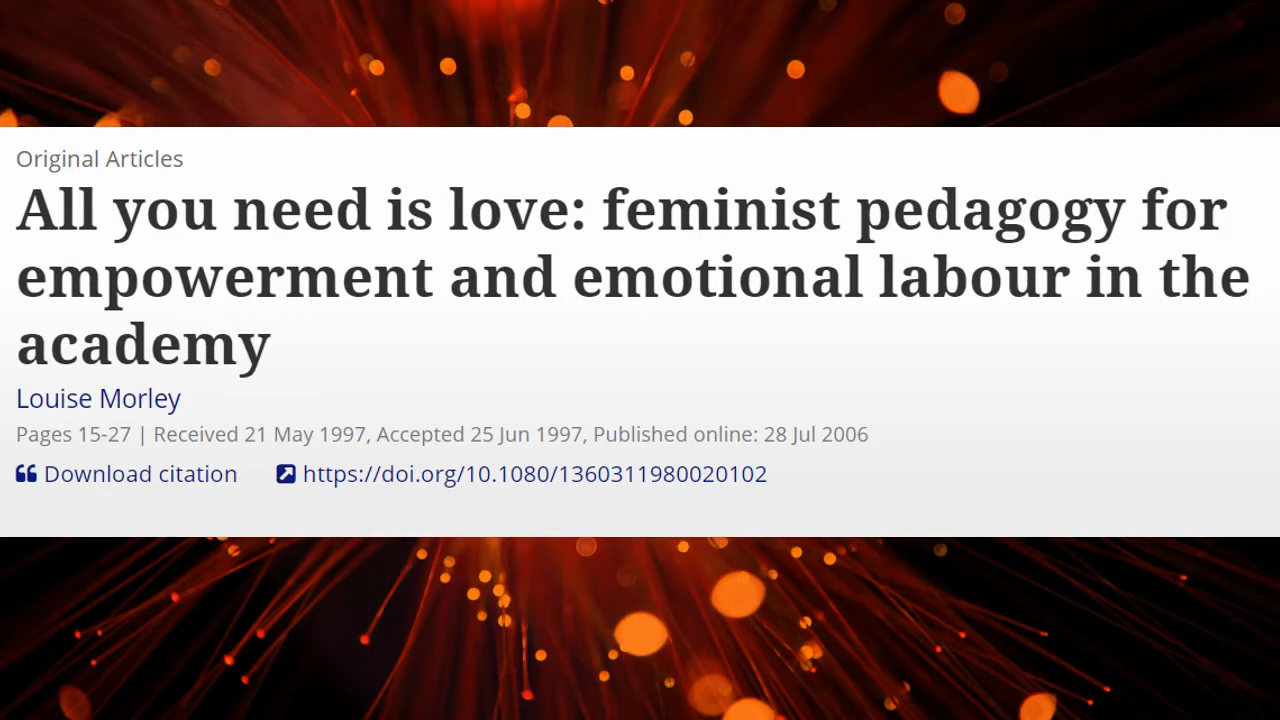 Original Articles
All you need is love: feminist pedagogy for
empowerment and emotional labour in the
academy
Louise Morley
Pages 15-27 | Received 21 May 1997, Accepted 25 Jun 1997, Published online: 28 Jul 2006
Download citation https://doi.org/10.1080/1360311980020102